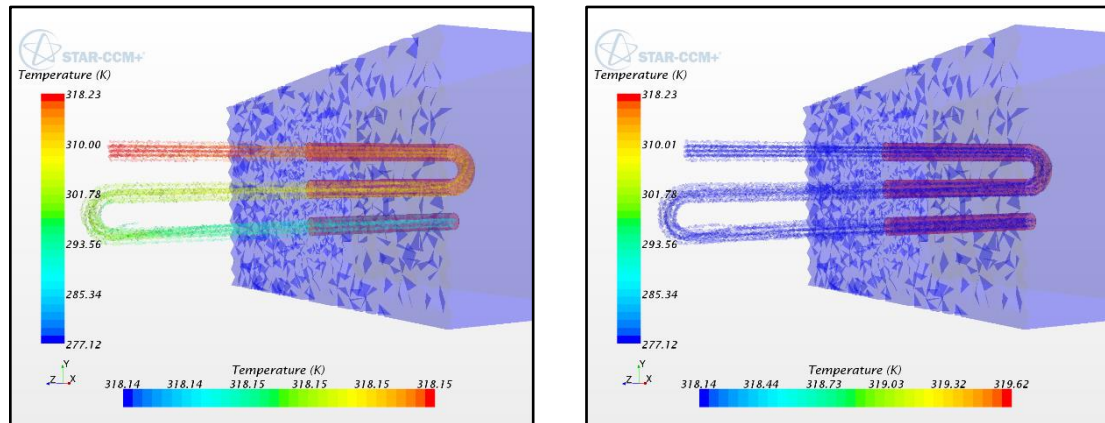 STAR-CCM+
Temperature (K)
318.23
310.00
301.78
293.56
285.34
277.12
Y
Z X
Temperature (K)
318.14 318.14 318.15 318.15 318.15 318.15
STAR-CCM+
Temperature (K)
318.23
310.01
301.78
293.56
285.34
277.12
Y
Z X
Temperature (K)
318.14 318.44 318.73 319.03 319.32 319.62